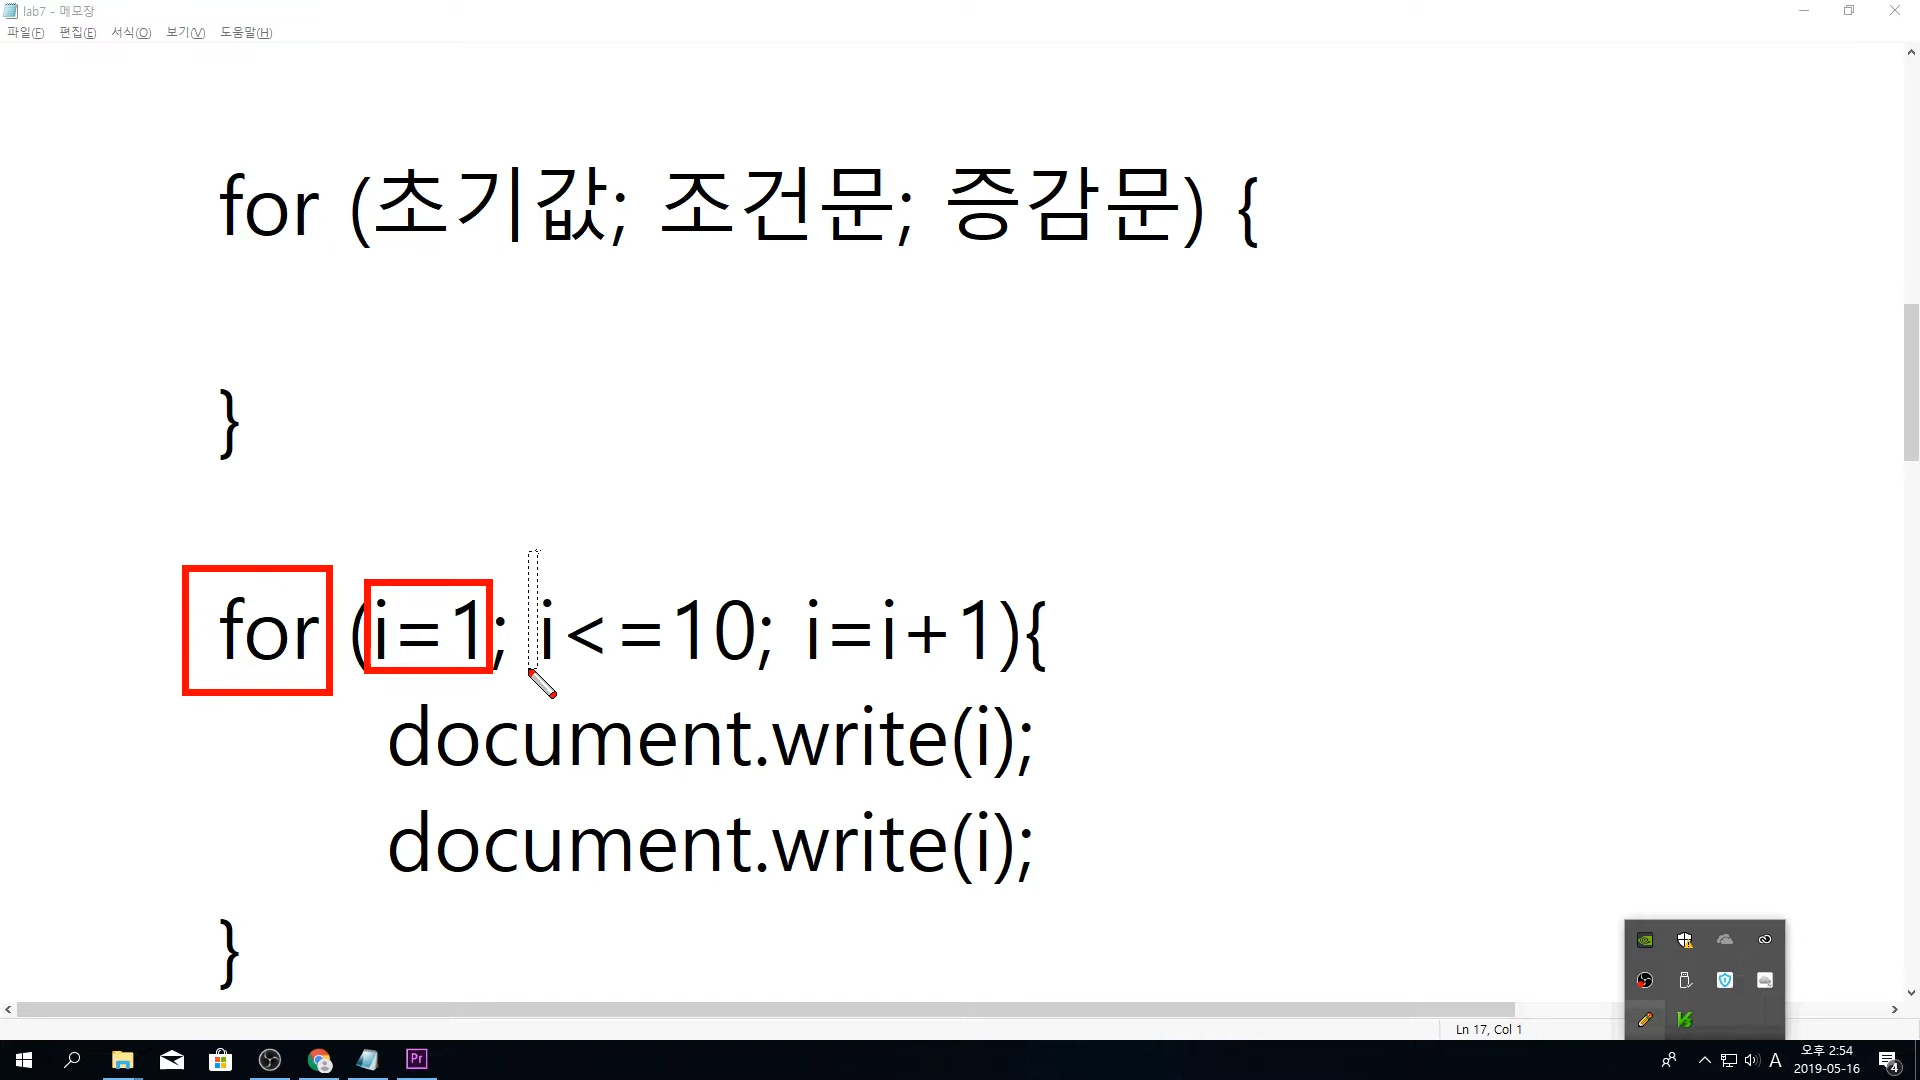 lab7 - 메모장
파일(F) 편집(E) 서식(O) 보기(V) 도움말(H)
for (초기값; 조건문; 증감문) {
}
for (i=1; i<=10; i=i+1){
document.write(i);
document.write(i);
}
Ln 17, Col 1
Pr
A
오후 2:54
2019-05-16
4